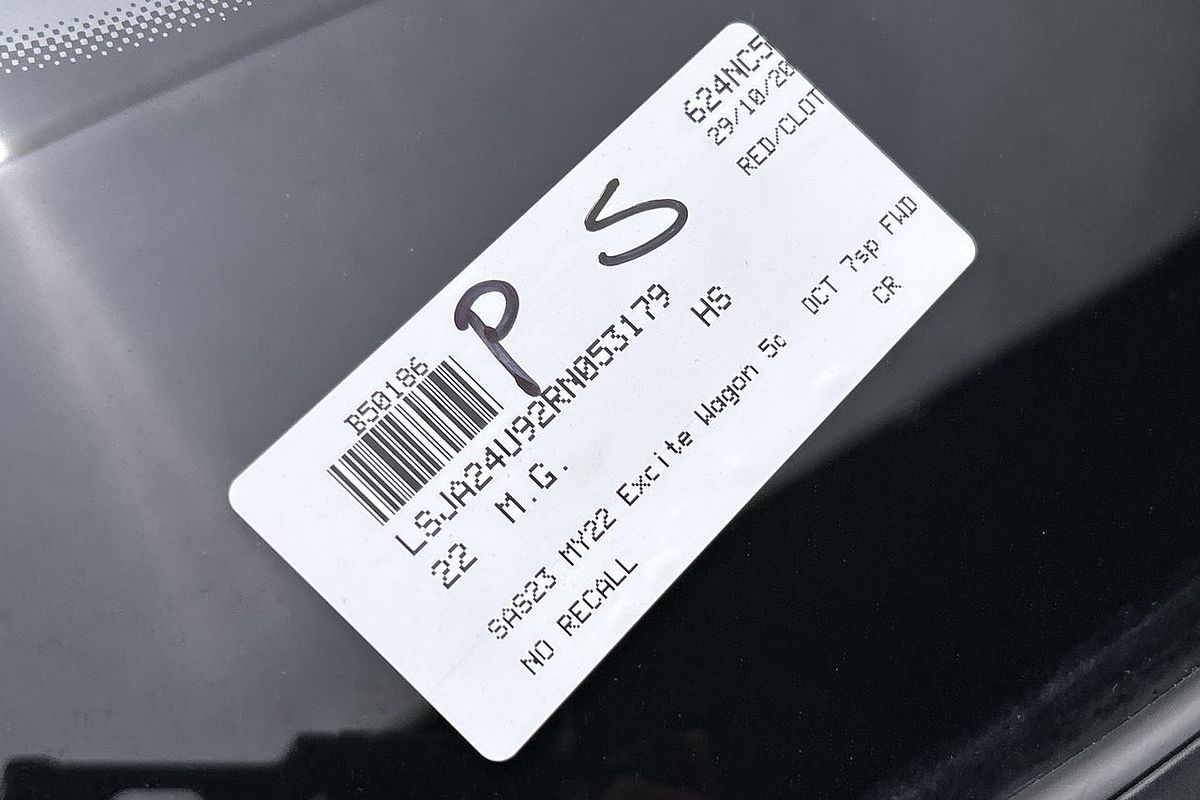 624NC5
29/10/20
RED/CLOT
P S
B50186
LSJA24U92RN053179
22 M.G. HS
SAS23 MY22 Excite Wagon 5c DCT 7sp FWD
NO RECALL CR